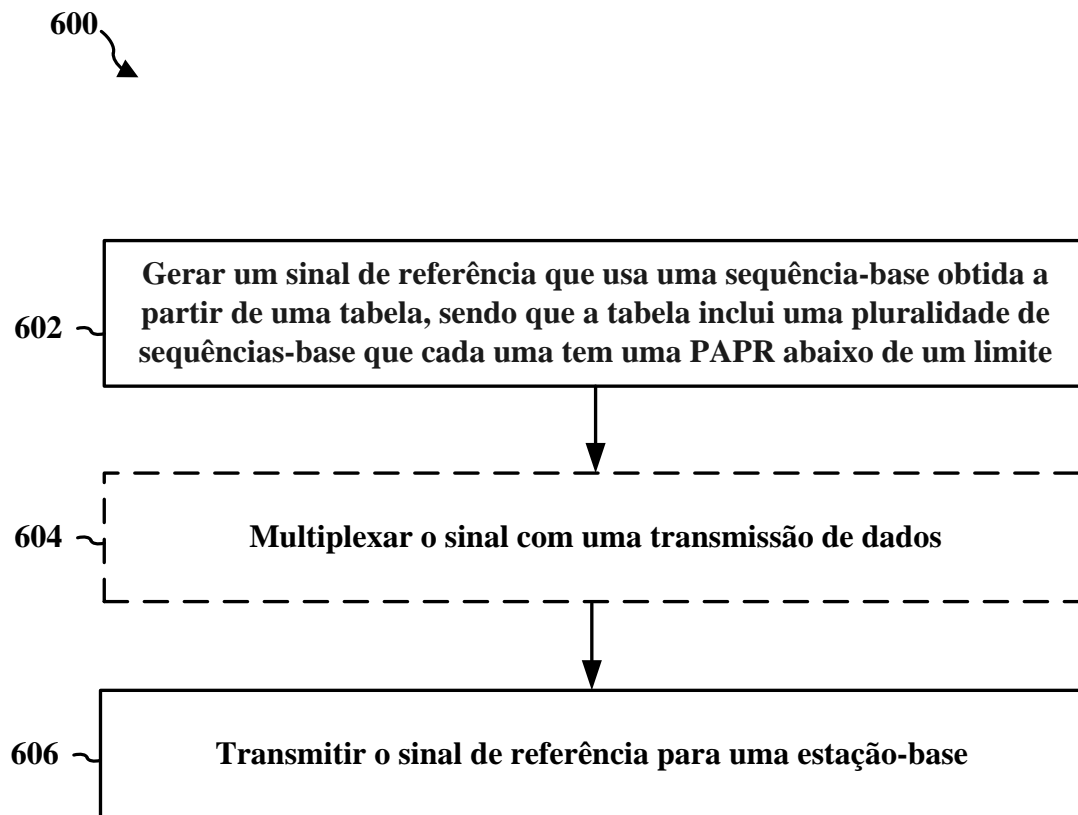 600
602
Gerar um sinal de referência que usa uma sequência-base obtida a
partir de uma tabela, sendo que a tabela inclui uma pluralidade de
sequências-base que cada uma tem uma PAPR abaixo de um limite
604
Multiplexar o sinal com uma transmissão de dados
606
Transmitir o sinal de referência para uma estação-base